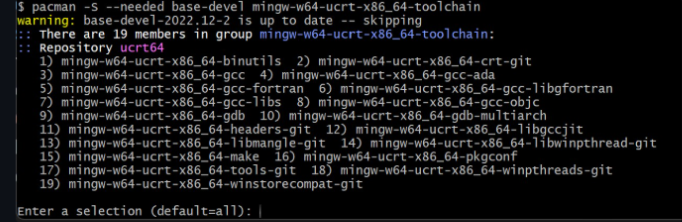 $ pacman -S --needed base-devel mingw-w64-ucrt-x86_64-toolchain
warning: base-devel-2022.12-2 is up to date -- skipping
:: There are 19 members in group mingw-w64-ucrt-x86_64-toolchain:
:: Repository ucrt64
   1) mingw-w64-ucrt-x86_64-binutils  2) mingw-w64-ucrt-x86_64-crt-git
   3) mingw-w64-ucrt-x86_64-gcc  4) mingw-w64-ucrt-x86_64-gcc-ada
   5) mingw-w64-ucrt-x86_64-gcc-fortran  6) mingw-w64-ucrt-x86_64-gcc-libgfortran
   7) mingw-w64-ucrt-x86_64-gcc-libs  8) mingw-w64-ucrt-x86_64-gcc-objc
   9) mingw-w64-ucrt-x86_64-gdb  10) mingw-w64-ucrt-x86_64-gdb-multiarch
   11) mingw-w64-ucrt-x86_64-headers-git  12) mingw-w64-ucrt-x86_64-libgccjit
   13) mingw-w64-ucrt-x86_64-libmangle-git  14) mingw-w64-ucrt-x86_64-libwinpthread-git
   15) mingw-w64-ucrt-x86_64-make  16) mingw-w64-ucrt-x86_64-pkgconf
   17) mingw-w64-ucrt-x86_64-tools-git  18) mingw-w64-ucrt-x86_64-winpthreads-git
   19) mingw-w64-ucrt-x86_64-winstorecompat-git

Enter a selection (default=all):